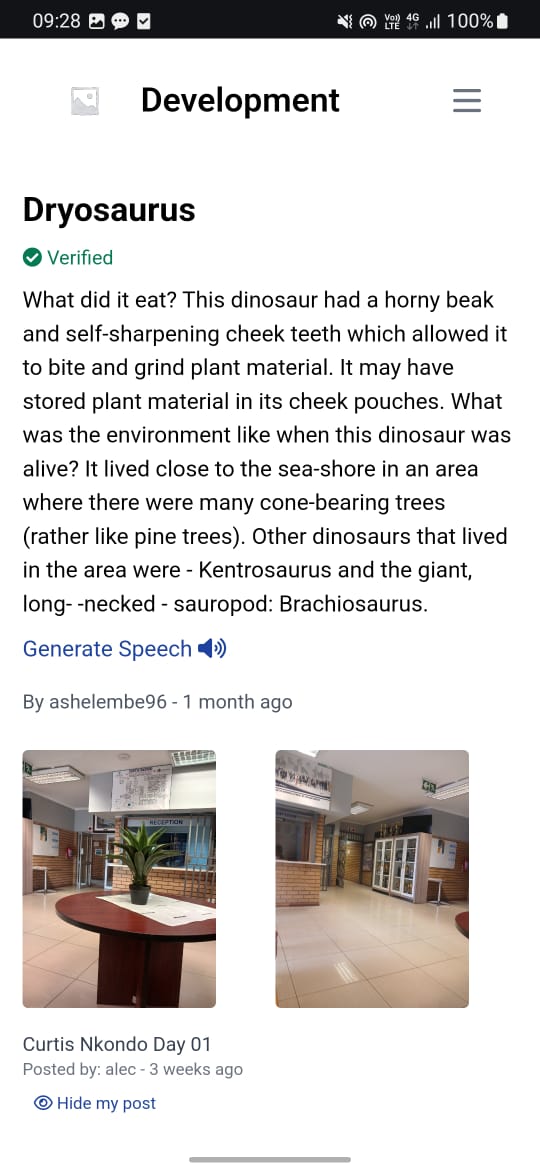 09:28
Vo)) LTE 4G 100%
Development
Dryosaurus
Verified
What did it eat? This dinosaur had a horny beak
and self-sharpening cheek teeth which allowed it
to bite and grind plant material. It may have
stored plant material in its cheek pouches. What
was the environment like when this dinosaur was
alive? It lived close to the sea-shore in an area
where there were many cone-bearing trees
(rather like pine trees). Other dinosaurs that lived
in the area were - Kentrosaurus and the giant,
long- -necked - sauropod: Brachiosaurus.
Generate Speech
By ashelembe96 - 1 month ago
RECEPTION
Curtis Nkondo Day 01
Posted by: alec - 3 weeks ago
Hide my post